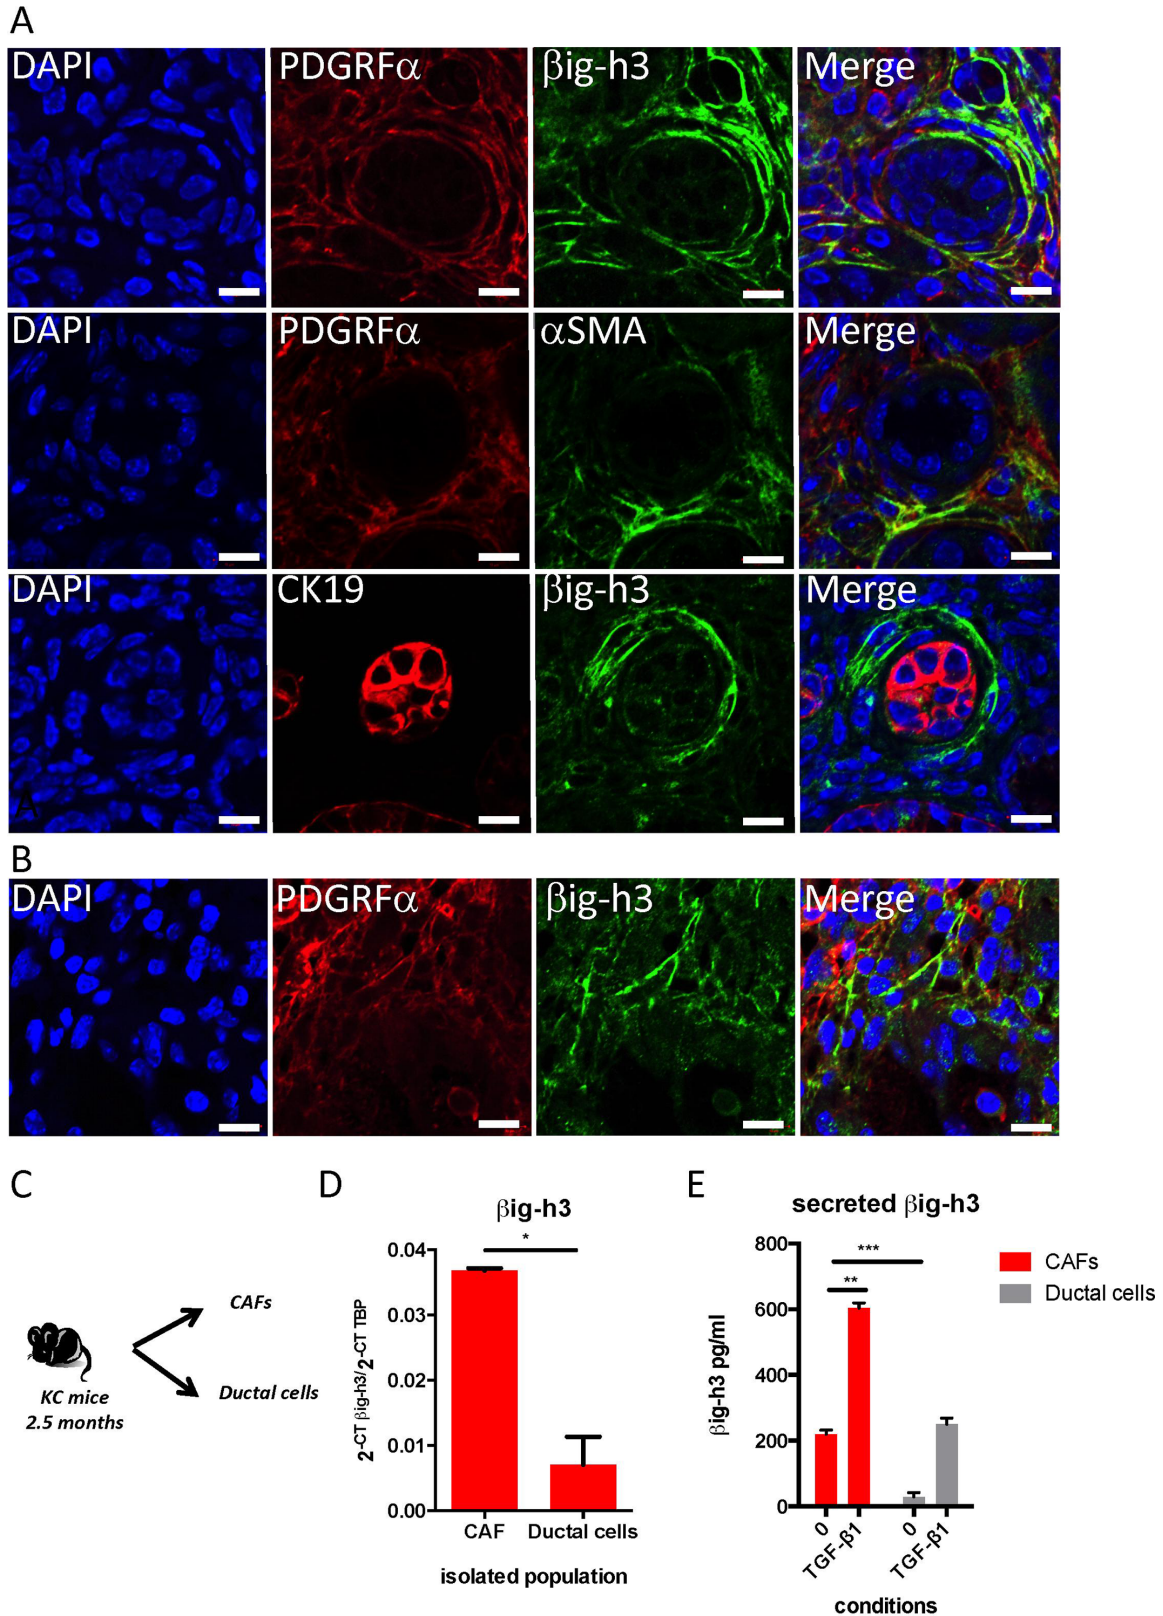 A
DAPI PDGRFα βig-h3 Merge
DAPI PDGRFα αSMA Merge
DAPI CK19 βig-h3 Merge
A
B
DAPI PDGRFα βig-h3 Merge
C
KC mice
2.5 months
CAFs
Ductal cells
D
βig-h3
*
2-CT βig-h3/2-CT TBP
0.04
0.03
0.02
0.01
0.00
CAF Ductal cells
isolated population
E
secreted βig-h3
***
**
βig-h3 pg/ml
800
600
400
200
0
0 TGF-β1 0 TGF-β1
conditions
CAFs
Ductal cells